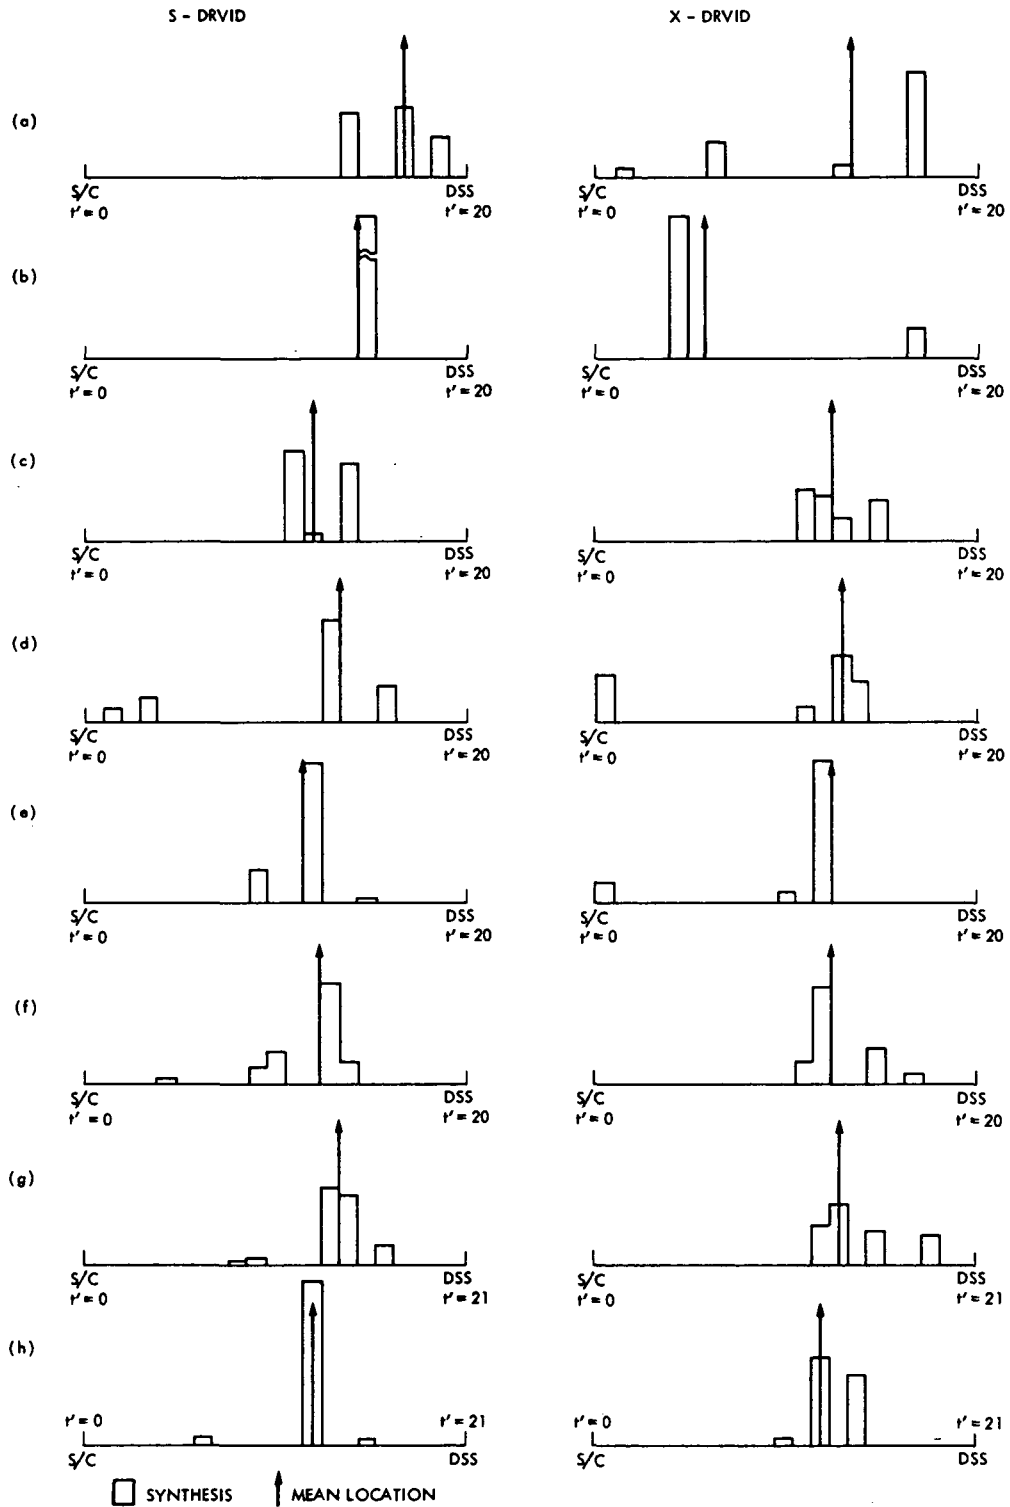 S - DRVID X - DRVID
(a)
S/C DSS S/C DSS
t' = 0 t' = 20 t' = 0 t' = 20
(b)
S/C DSS S/C DSS
t' = 0 t' = 20 t' = 0 t' = 20
(c)
S/C DSS S/C DSS
t' = 0 t' = 20 t' = 0 t' = 20
(d)
S/C DSS S/C DSS
t' = 0 t' = 20 t' = 0 t' = 20
(e)
S/C DSS S/C DSS
t' = 0 t' = 20 t' = 0 t' = 20
(f)
S/C DSS S/C DSS
t' = 0 t' = 20 t' = 0 t' = 20
(g)
S/C DSS S/C DSS
t' = 0 t' = 21 t' = 0 t' = 21
(h)
t' = 0 t' = 21 t' = 0 t' = 21
S/C DSS S/C DSS
SYNTHESIS MEAN LOCATION